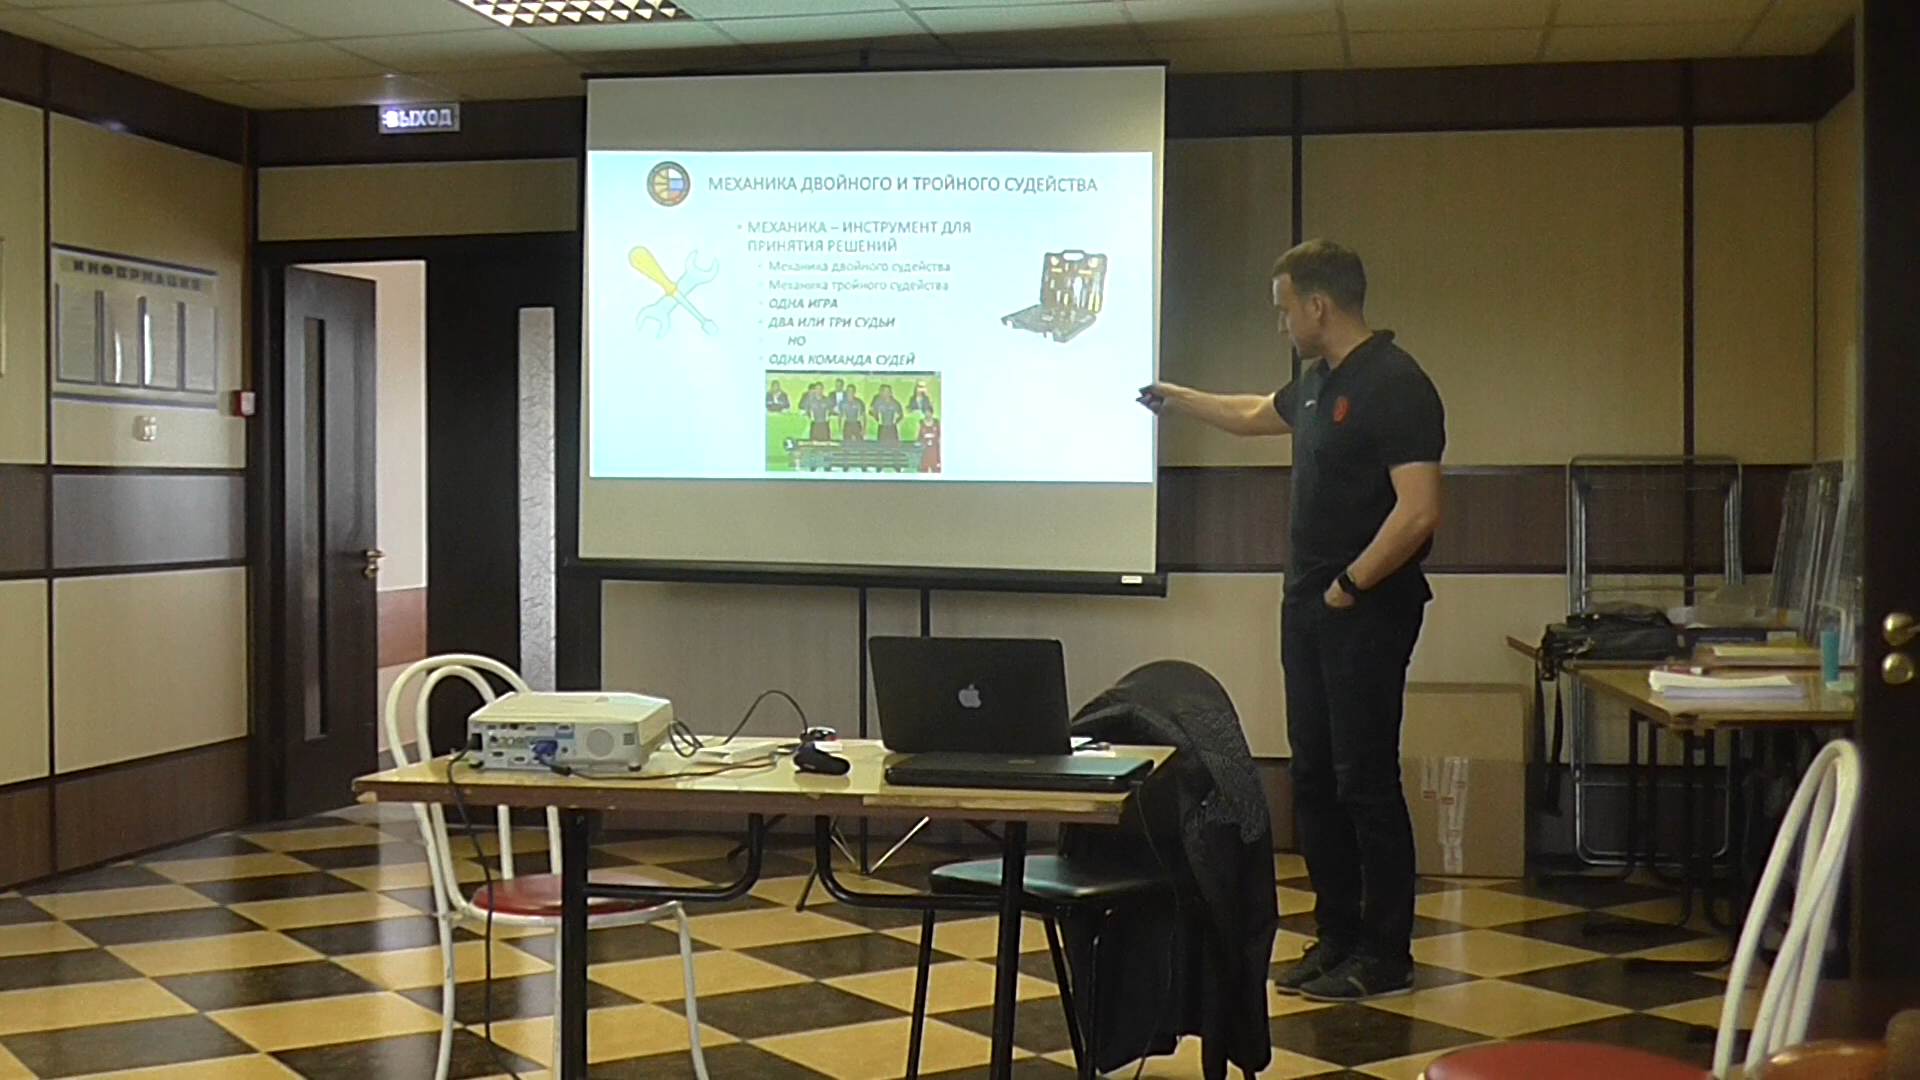 ВЫХОД
ИНФОРМАЦИЯ
МЕХАНИКА ДВОЙНОГО И ТРОЙНОГО СУДЕЙСТВА
• МЕХАНИКА – ИНСТРУМЕНТ ДЛЯ
ПРИНЯТИЯ РЕШЕНИЙ
• Механика двойного судейства
• Механика тройного судейства
• ОДНА ИГРА
• ДВА ИЛИ ТРИ СУДЬИ
НО
• ОДНА КОМАНДА СУДЕЙ